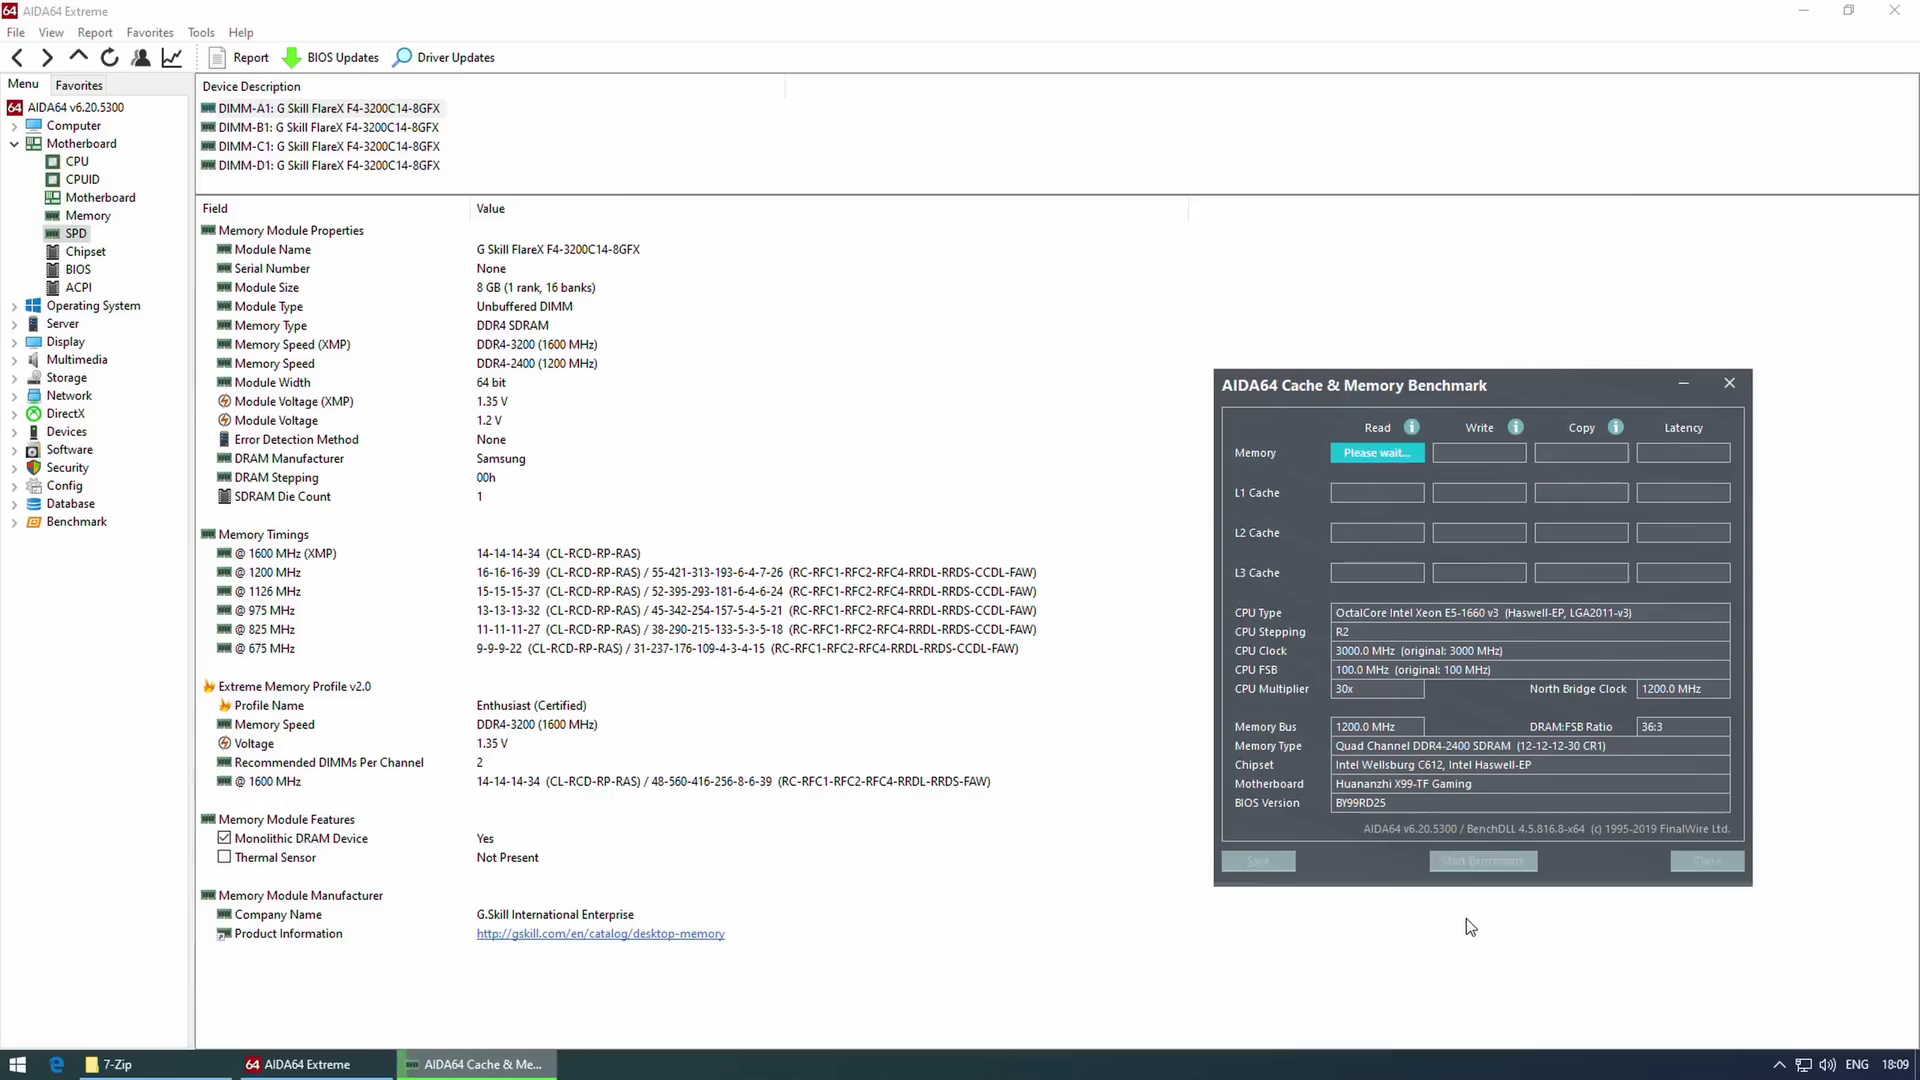 AIDA64 Extreme
File View Report Favorites Tools Help
Report BIOS Updates Driver Updates
Menu Favorites
AIDA64 v6.20.5300
Computer
Motherboard
CPU
CPUID
Motherboard
Memory
SPD
Chipset
BIOS
ACPI
Operating System
Server
Display
Multimedia
Storage
Network
DirectX
Devices
Software
Security
Config
Database
Benchmark
Device Description
DIMM-A1: G Skill FlareX F4-3200C14-8GFX
DIMM-B1: G Skill FlareX F4-3200C14-8GFX
DIMM-C1: G Skill FlareX F4-3200C14-8GFX
DIMM-D1: G Skill FlareX F4-3200C14-8GFX
Field Value
Memory Module Properties
Module Name G Skill FlareX F4-3200C14-8GFX
Serial Number None
Module Size 8 GB (1 rank, 16 banks)
Module Type Unbuffered DIMM
Memory Type DDR4 SDRAM
Memory Speed (XMP) DDR4-3200 (1600 MHz)
Memory Speed DDR4-2400 (1200 MHz)
Module Width 64 bit
Module Voltage (XMP) 1.35 V
Module Voltage 1.2 V
Error Detection Method None
DRAM Manufacturer Samsung
DRAM Stepping 00h
SDRAM Die Count 1
Memory Timings
@ 1600 MHz (XMP) 14-14-14-34 (CL-RCD-RP-RAS)
@ 1200 MHz 16-16-16-39 (CL-RCD-RP-RAS) / 55-421-313-193-6-4-7-26 (RC-RFC1-RFC2-RFC4-RRDL-RRDS-CCDL-FAW)
@ 1126 MHz 15-15-15-37 (CL-RCD-RP-RAS) / 52-395-293-181-6-4-6-24 (RC-RFC1-RFC2-RFC4-RRDL-RRDS-CCDL-FAW)
@ 975 MHz 13-13-13-32 (CL-RCD-RP-RAS) / 45-342-254-157-5-4-5-21 (RC-RFC1-RFC2-RFC4-RRDL-RRDS-CCDL-FAW)
@ 825 MHz 11-11-11-27 (CL-RCD-RP-RAS) / 38-290-215-133-5-3-5-18 (RC-RFC1-RFC2-RFC4-RRDL-RRDS-CCDL-FAW)
@ 675 MHz 9-9-9-22 (CL-RCD-RP-RAS) / 31-237-176-109-4-3-4-15 (RC-RFC1-RFC2-RFC4-RRDL-RRDS-CCDL-FAW)
Extreme Memory Profile v2.0
Profile Name Enthusiast (Certified)
Memory Speed DDR4-3200 (1600 MHz)
Voltage 1.35 V
Recommended DIMMs Per Channel 2
@ 1600 MHz 14-14-14-34 (CL-RCD-RP-RAS) / 48-560-416-256-8-6-39 (RC-RFC1-RFC2-RFC4-RRDL-RRDS-FAW)
Memory Module Features
Monolithic DRAM Device Yes
Thermal Sensor Not Present
Memory Module Manufacturer
Company Name G.Skill International Enterprise
Product Information http://gskill.com/en/catalog/desktop-memory
AIDA64 Cache & Memory Benchmark
Read Write Copy Latency
Memory Please wait...
L1 Cache
L2 Cache
L3 Cache
CPU Type OctalCore Intel Xeon E5-1660 v3 (Haswell-EP, LGA2011-v3)
CPU Stepping R2
CPU Clock 3000.0 MHz (original: 3000 MHz)
CPU FSB 100.0 MHz (original: 100 MHz)
CPU Multiplier 30x North Bridge Clock 1200.0 MHz
Memory Bus 1200.0 MHz DRAM:FSB Ratio 36:3
Memory Type Quad Channel DDR4-2400 SDRAM (12-12-12-30 CR1)
Chipset Intel Wellsburg C612, Intel Haswell-EP
Motherboard Huananzhi X99-TF Gaming
BIOS Version BY99RD25
AIDA64 v6.20.5300 / BenchDLL 4.5.816.8-x64 (c) 1995-2019 FinalWire Ltd.
Save Start Benchmark Close
7-Zip AIDA64 Extreme AIDA64 Cache & Me... ENG 18:09